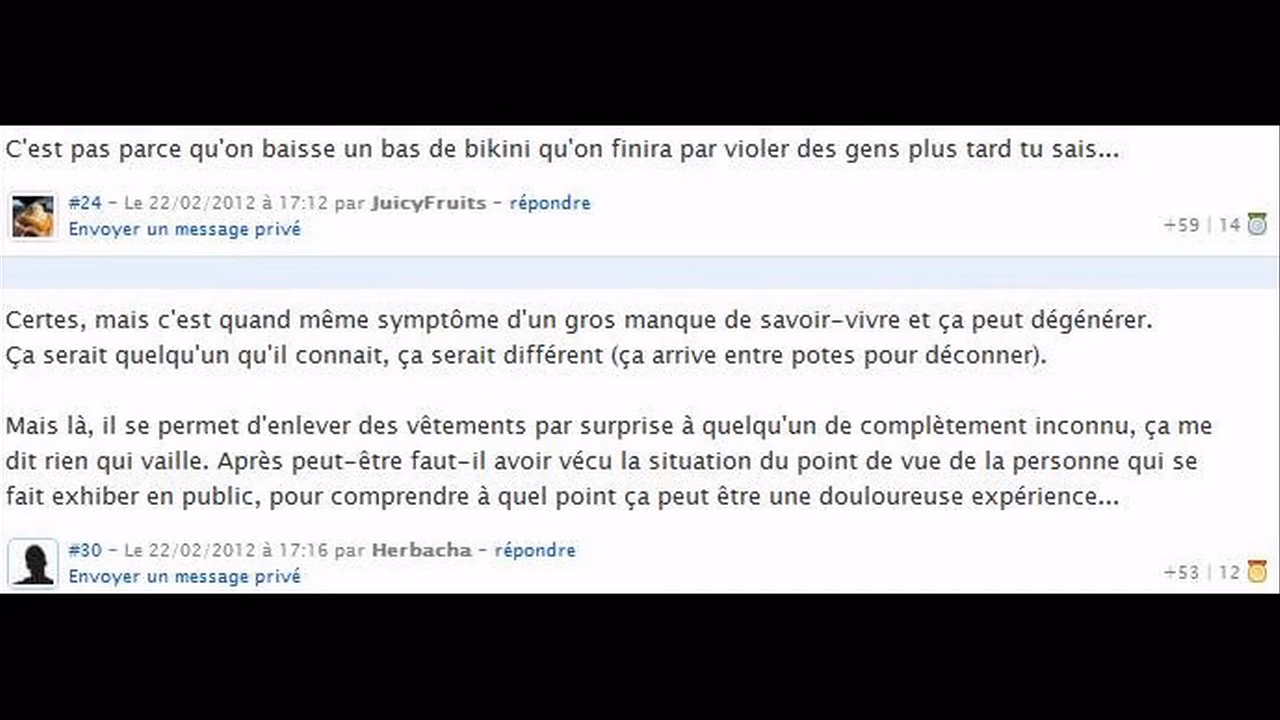 C'est pas parce qu'on baisse un bas de bikini qu'on finira par violer des gens plus tard tu sais...
#24 - Le 22/02/2012 à 17:12 par JuicyFruits - répondre
Envoyer un message privé
+59 | 14
Certes, mais c'est quand même symptôme d'un gros manque de savoir-vivre et ça peut dégénérer.
Ça serait quelqu'un qu'il connait, ça serait différent (ça arrive entre potes pour déconner).
Mais là, il se permet d'enlever des vêtements par surprise à quelqu'un de complètement inconnu, ça me
dit rien qui vaille. Après peut-être faut-il avoir vécu la situation du point de vue de la personne qui se
fait exhiber en public, pour comprendre à quel point ça peut être une douloureuse expérience...
#30 - Le 22/02/2012 à 17:16 par Herbacha - répondre
Envoyer un message privé
+53 | 12